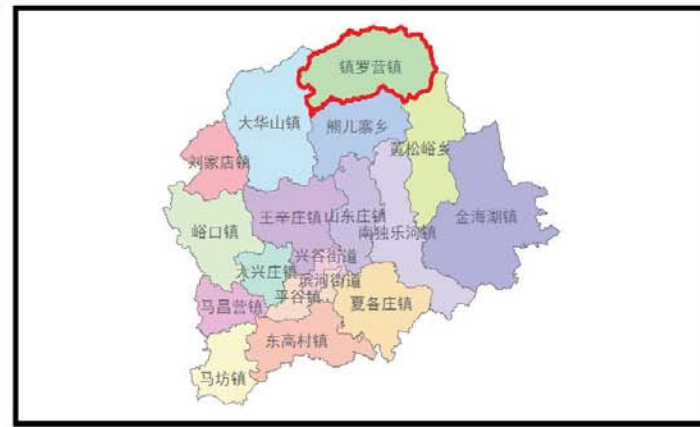 镇罗营镇
大华山镇
熊儿寨乡
黄松峪乡
刘家店镇
王辛庄镇
山东庄镇
金海湖镇
峪口镇
南独乐河镇
兴谷街道
大兴庄镇
滨河街道
平谷镇
马昌营镇
夏各庄镇
东高村镇
马坊镇